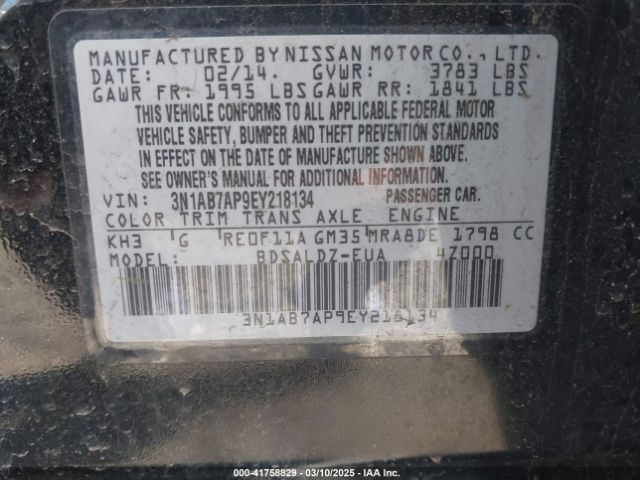 MANUFACTURED BY NISSAN MOTOR CO., LTD.
DATE: 02/14. GVWR: 3783 LBS
GAWR FR: 1995 LBS GAWR RR: 1841 LBS
THIS VEHICLE CONFORMS TO ALL APPLICABLE FEDERAL MOTOR
VEHICLE SAFETY, BUMPER AND THEFT PREVENTION STANDARDS
IN EFFECT ON THE DATE OF MANUFACTURE SHOWN ABOVE.
SEE OWNER'S MANUAL FOR ADDITIONAL INFORMATION.
VIN: 3N1AB7AP9EY218134 PASSENGER CAR.
COLOR TRIM TRANS AXLE ENGINE
KH3 G RE0F11A GM35 MRA8DE 1798 CC
MODEL: BDSALDZ-EUA 4Z000
3N1AB7AP9EY218134
000-41758829 - 03/10/2025 - IAAI.CA